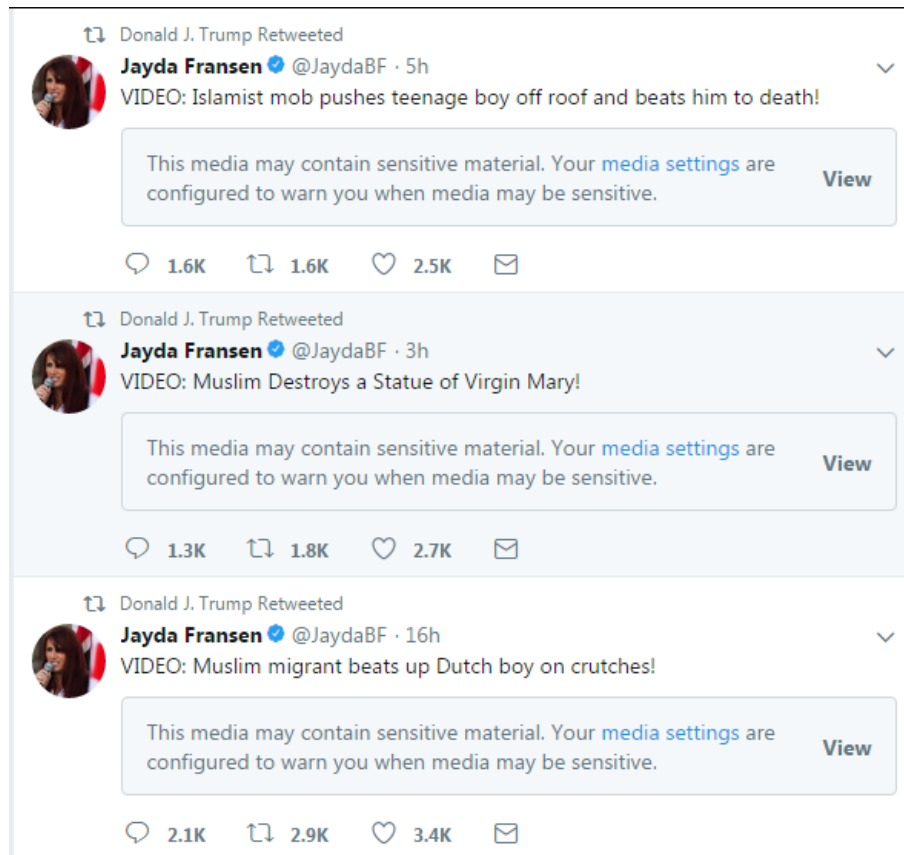 Donald J. Trump Retweeted
Jayda Fransen @JaydaBF · 5h
VIDEO: Islamist mob pushes teenage boy off roof and beats him to death!
This media may contain sensitive material. Your media settings are
configured to warn you when media may be sensitive.
View
1.6K 1.6K 2.5K
Donald J. Trump Retweeted
Jayda Fransen @JaydaBF · 3h
VIDEO: Muslim Destroys a Statue of Virgin Mary!
This media may contain sensitive material. Your media settings are
configured to warn you when media may be sensitive.
View
1.3K 1.8K 2.7K
Donald J. Trump Retweeted
Jayda Fransen @JaydaBF · 16h
VIDEO: Muslim migrant beats up Dutch boy on crutches!
This media may contain sensitive material. Your media settings are
configured to warn you when media may be sensitive.
View
2.1K 2.9K 3.4K